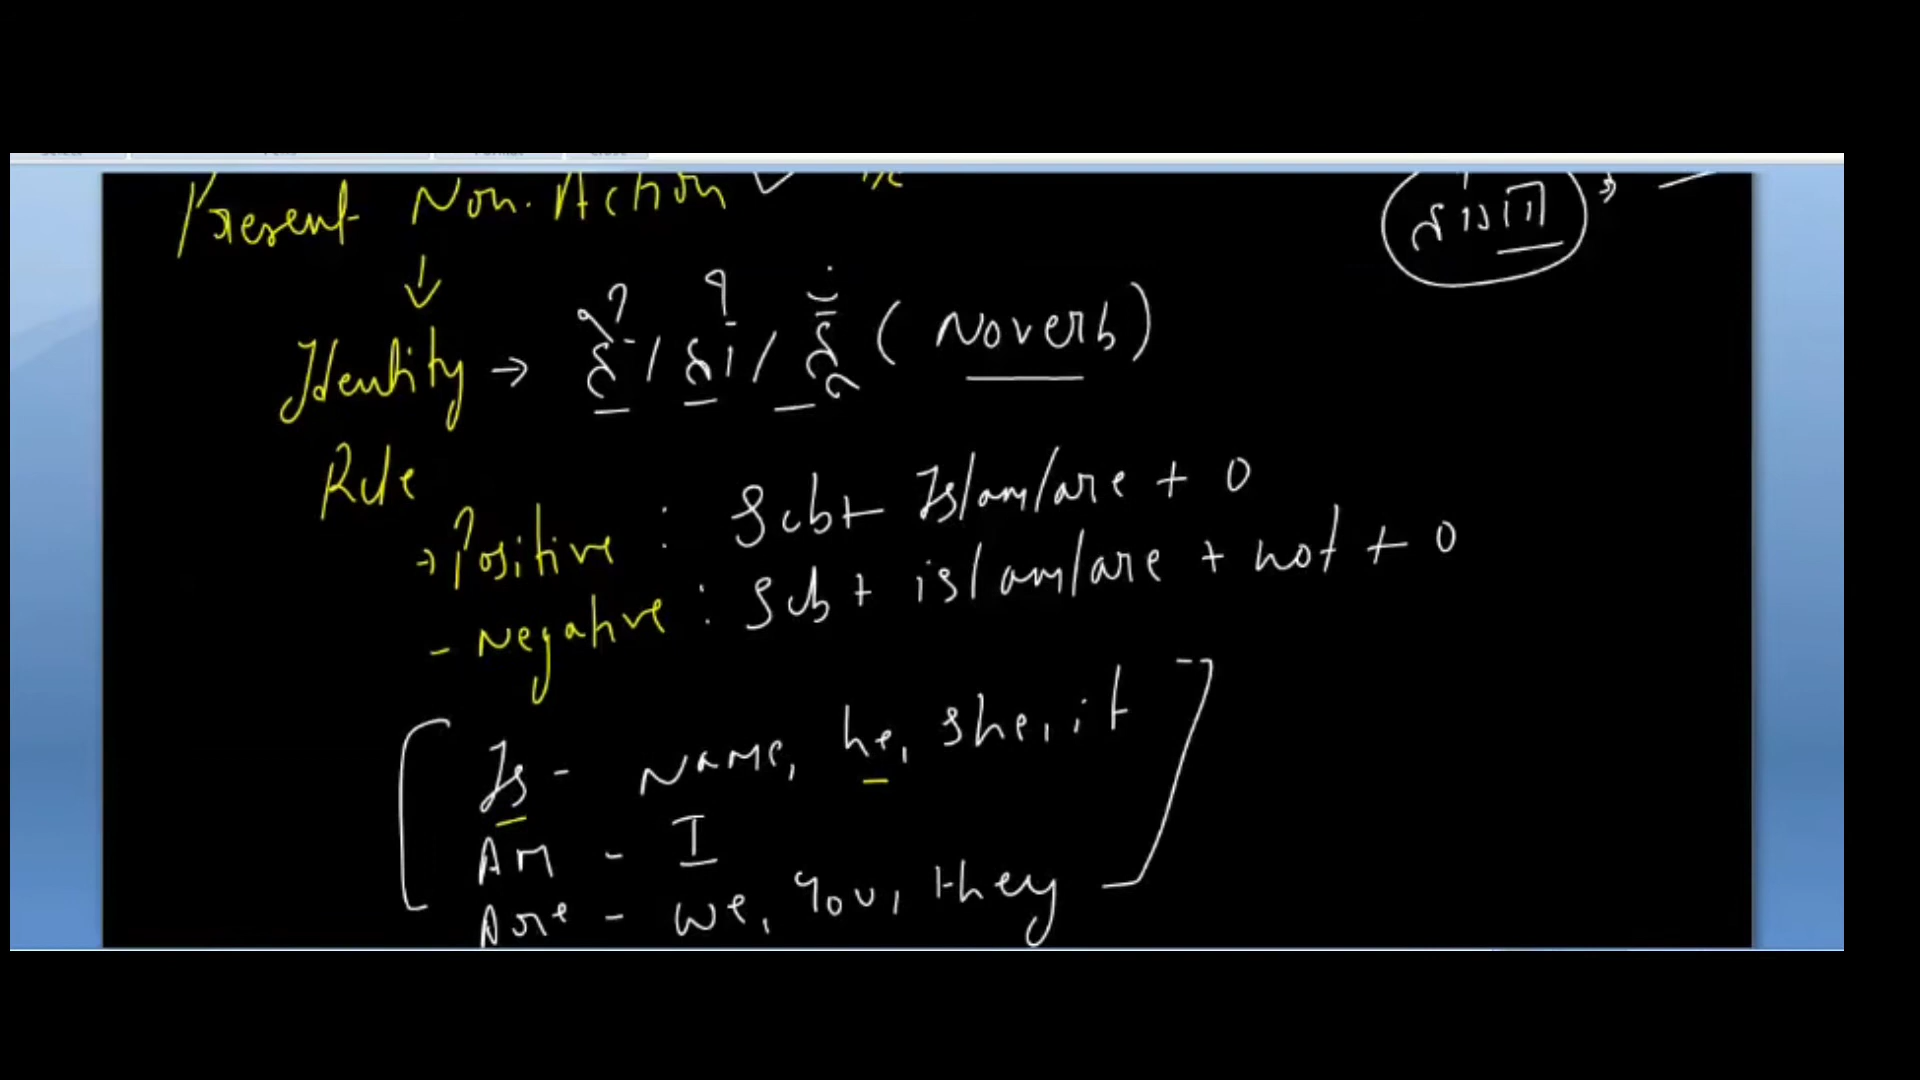 Present Non-Action
होगा
Identity → है / हो / हूँ ( No verb )
Rule
→ Positive : Sub + Is/am/are + O
- Negative : Sub + is/am/are + not + O
Is - Name, he, she, it
Am - I
Are - we, you, they